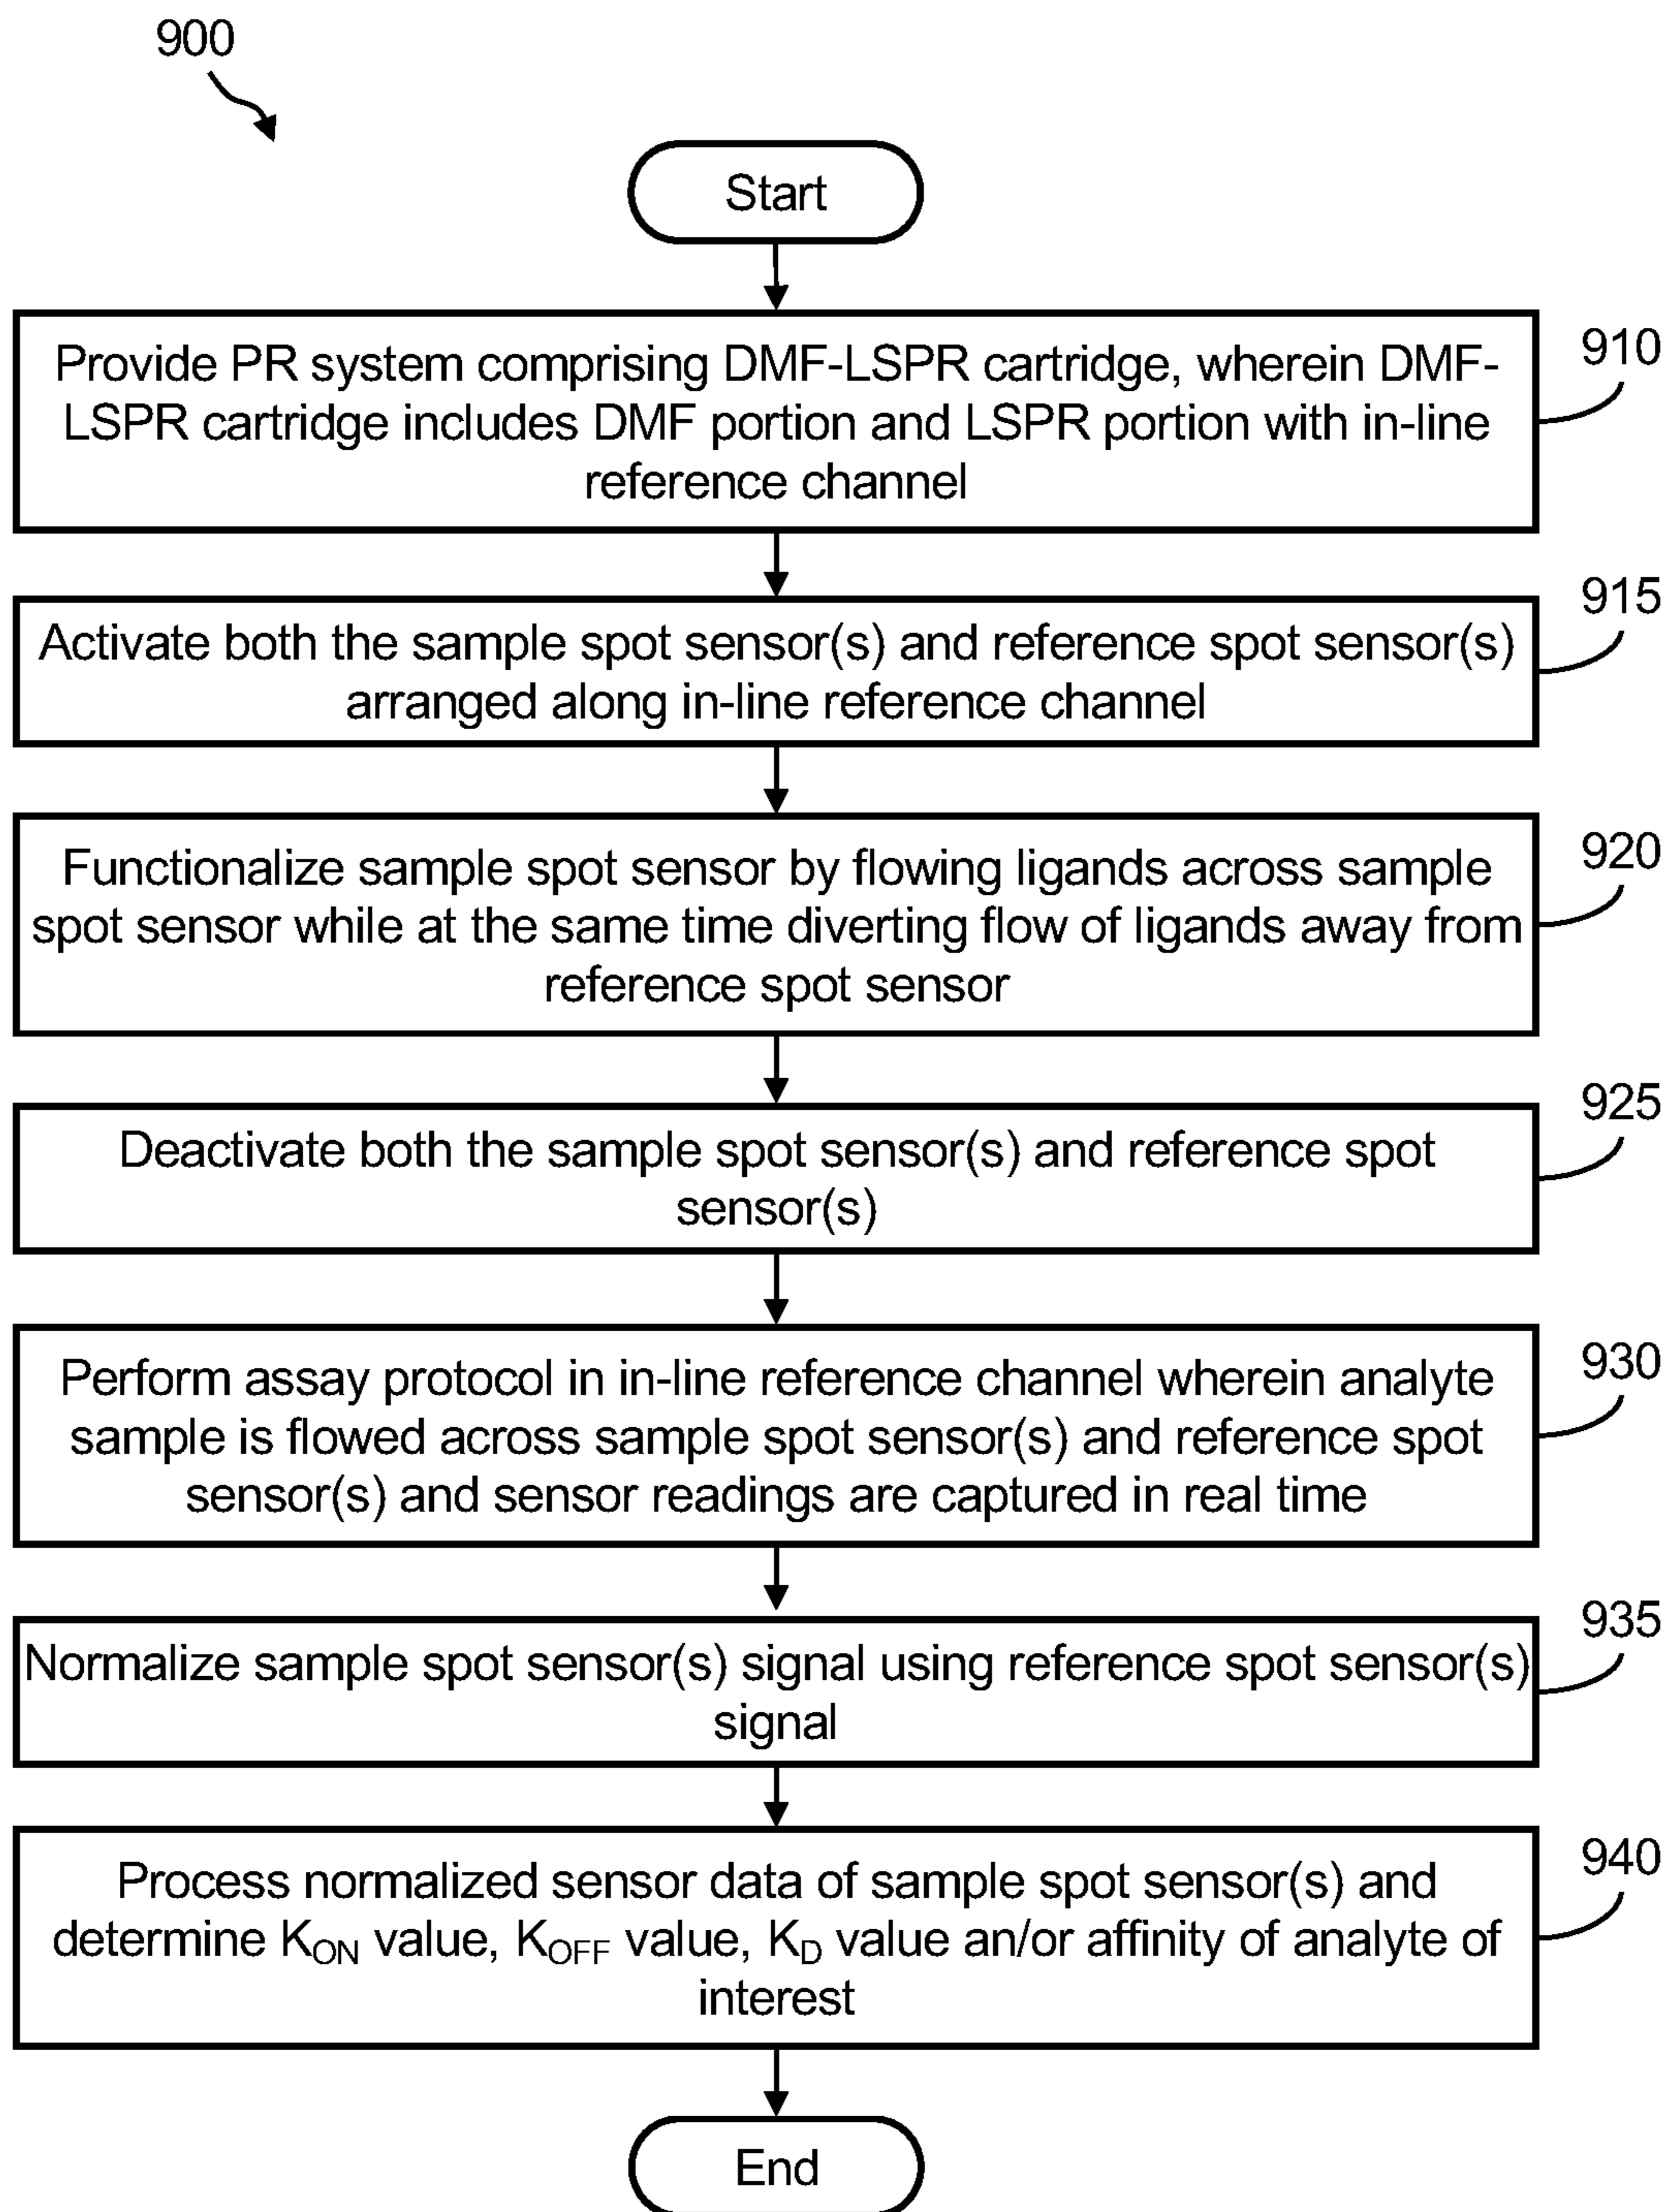 900
Start
Provide PR system comprising DMF-LSPR cartridge, wherein DMF-
LSPR cartridge includes DMF portion and LSPR portion with in-line
reference channel
910
Activate both the sample spot sensor(s) and reference spot sensor(s)
arranged along in-line reference channel
915
Functionalize sample spot sensor by flowing ligands across sample
spot sensor while at the same time diverting flow of ligands away from
reference spot sensor
920
Deactivate both the sample spot sensor(s) and reference spot
sensor(s)
925
Perform assay protocol in in-line reference channel wherein analyte
sample is flowed across sample spot sensor(s) and reference spot
sensor(s) and sensor readings are captured in real time
930
Normalize sample spot sensor(s) signal using reference spot sensor(s)
signal
935
Process normalized sensor data of sample spot sensor(s) and
determine K_ON value, K_OFF value, K_D value an/or affinity of analyte of
interest
940
End